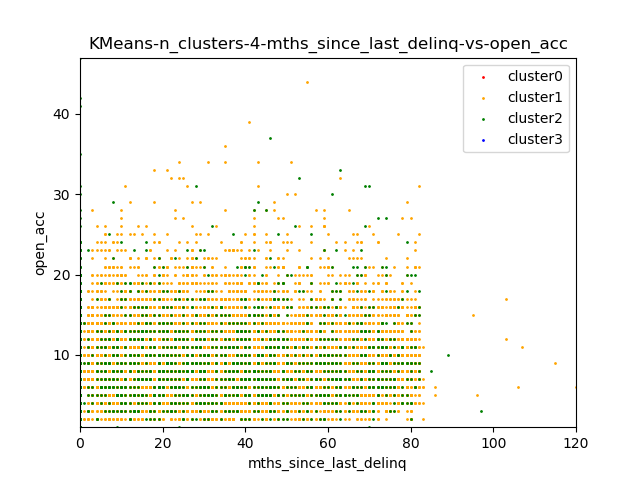 KMeans-n_clusters-4-mths_since_last_delinq-vs-open_acc
cluster0
cluster1
cluster2
cluster3
40
30
20
10
open_acc
0
20
40
60
80
100
120
mths_since_last_delinq